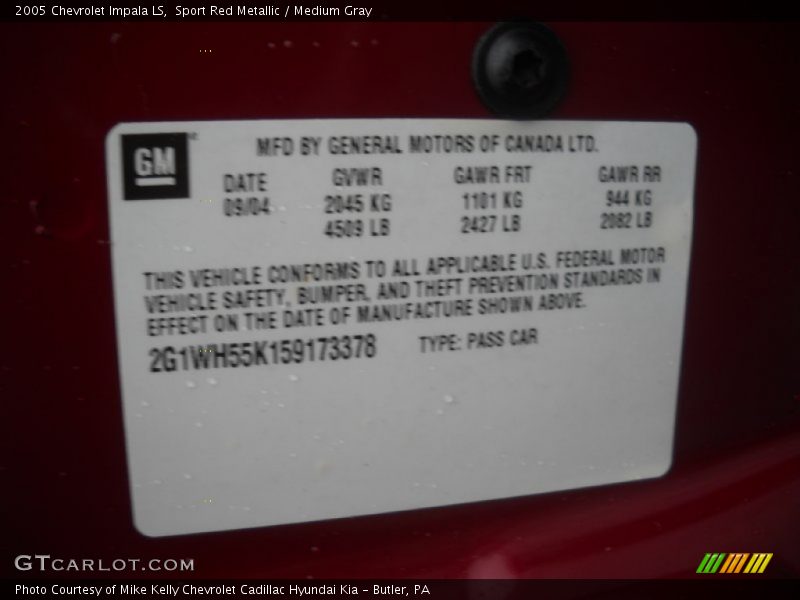 2005 Chevrolet Impala LS,  Sport Red Metallic / Medium Gray
GM
MFD BY GENERAL MOTORS OF CANADA LTD.
DATE GVWR GAWR FRT GAWR RR
09/04 2045 KG 1101 KG 944 KG
4509 LB 2427 LB 2082 LB
THIS VEHICLE CONFORMS TO ALL APPLICABLE U.S. FEDERAL MOTOR
VEHICLE SAFETY, BUMPER, AND THEFT PREVENTION STANDARDS IN
EFFECT ON THE DATE OF MANUFACTURE SHOWN ABOVE.
2G1WH55K159173378 TYPE: PASS CAR
GTCARLOT.COM
Photo Courtesy of Mike Kelly Chevrolet Cadillac Hyundai Kia - Butler, PA